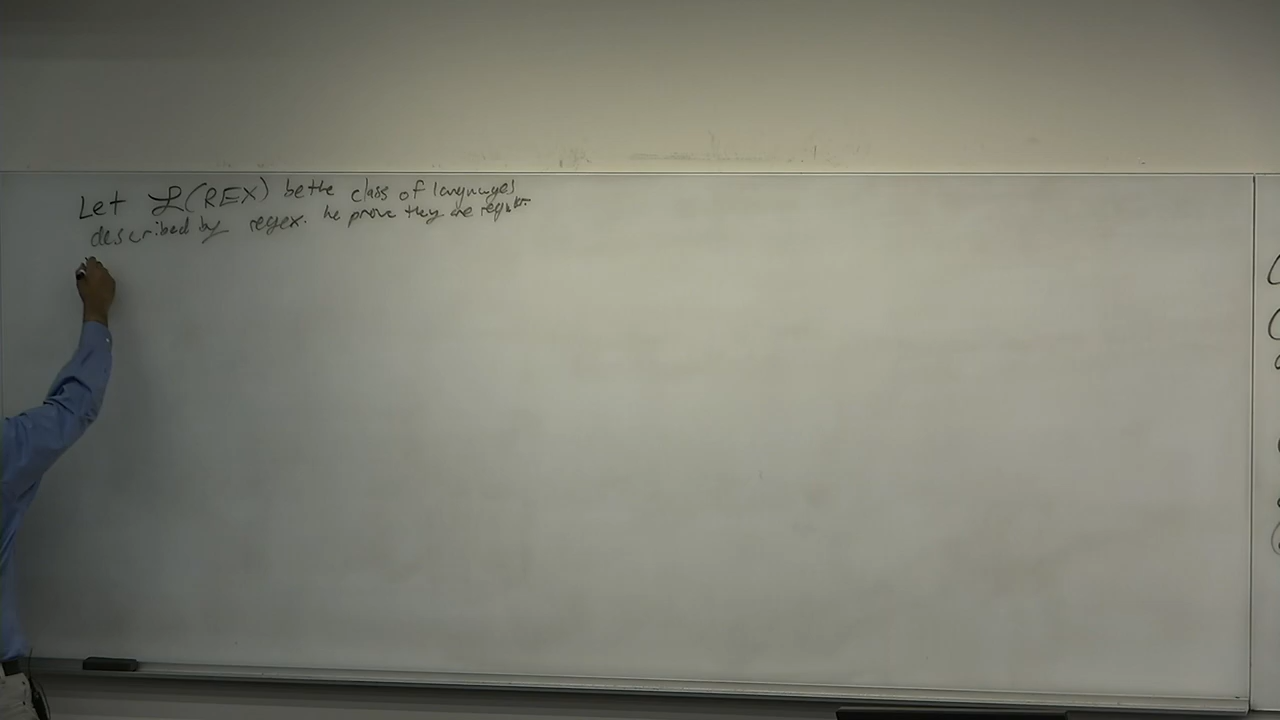 Let ℒ(REX) be the class of languages
described by regex. We prove they are regular